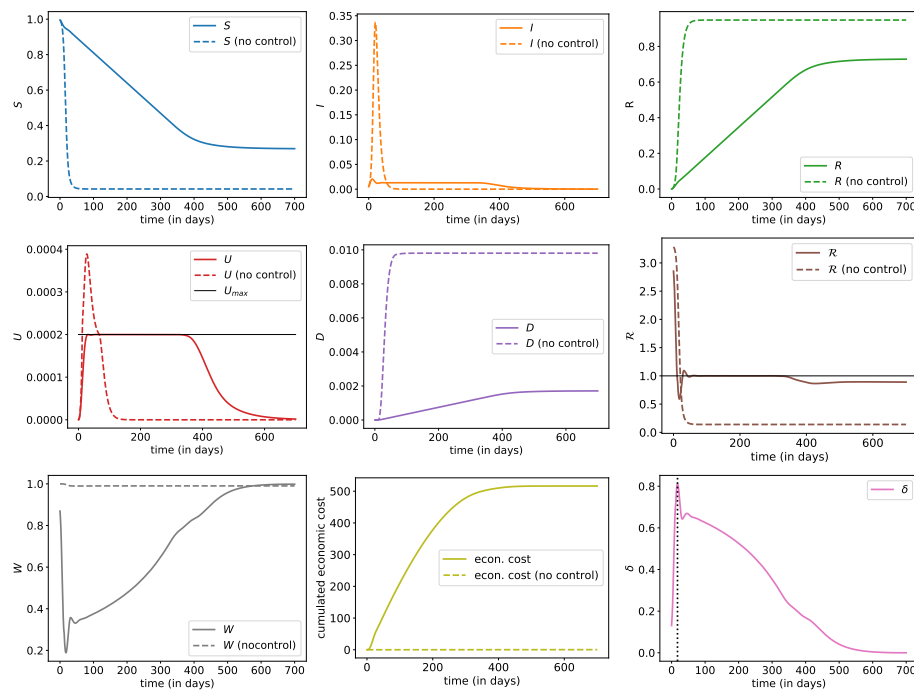 S
S (no control)
1.0
0.8
0.6
0.4
0.2
0.0
S
0 100 200 300 400 500 600 700
time (in days)
I
I (no control)
0.35
0.30
0.25
0.20
0.15
0.10
0.05
0.00
I
0 200 400 600
time (in days)
R
R (no control)
0.8
0.6
0.4
0.2
0.0
R
0 100 200 300 400 500 600 700
time (in days)
U
U (no control)
Umax
0.0004
0.0003
0.0002
0.0001
0.0000
U
0 200 400 600
time (in days)
D
D (no control)
0.010
0.008
0.006
0.004
0.002
0.000
D
0 200 400 600
time (in days)
ℛ
ℛ (no control)
3.0
2.5
2.0
1.5
1.0
0.5
0.0
ℛ
0 200 400 600
time (in days)
W
W (nocontrol)
1.0
0.8
0.6
0.4
0.2
W
0 100 200 300 400 500 600 700
time (in days)
econ. cost
econ. cost (no control)
500
400
300
200
100
0
cumulated economic cost
0 200 400 600
time (in days)
δ
0.8
0.6
0.4
0.2
0.0
δ
0 100 200 300 400 500 600 700
time (in days)